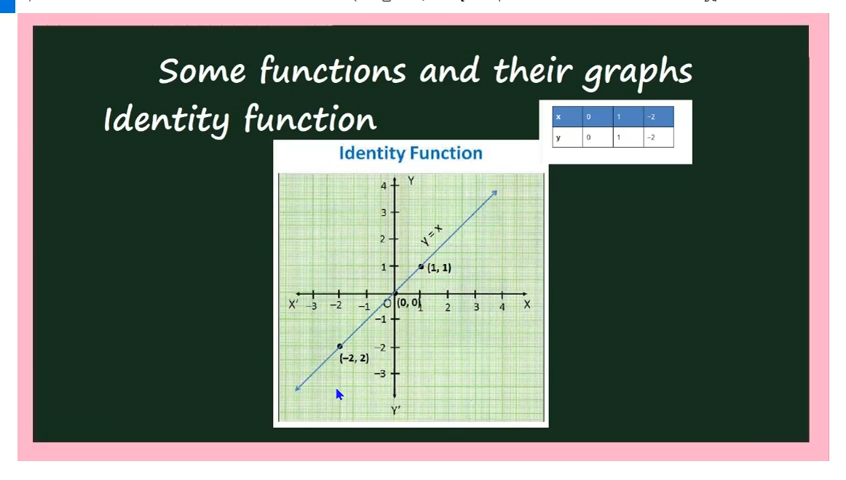 Some functions and their graphs
Identity function
x 0 1 -2
y 0 1 -2
Identity Function
Y
4
3
2
1
y = x
(1, 1)
X' -3 -2 -1 O (0, 0) 1 2 3 4 X
-1
-2
(-2, 2)
-3
Y'